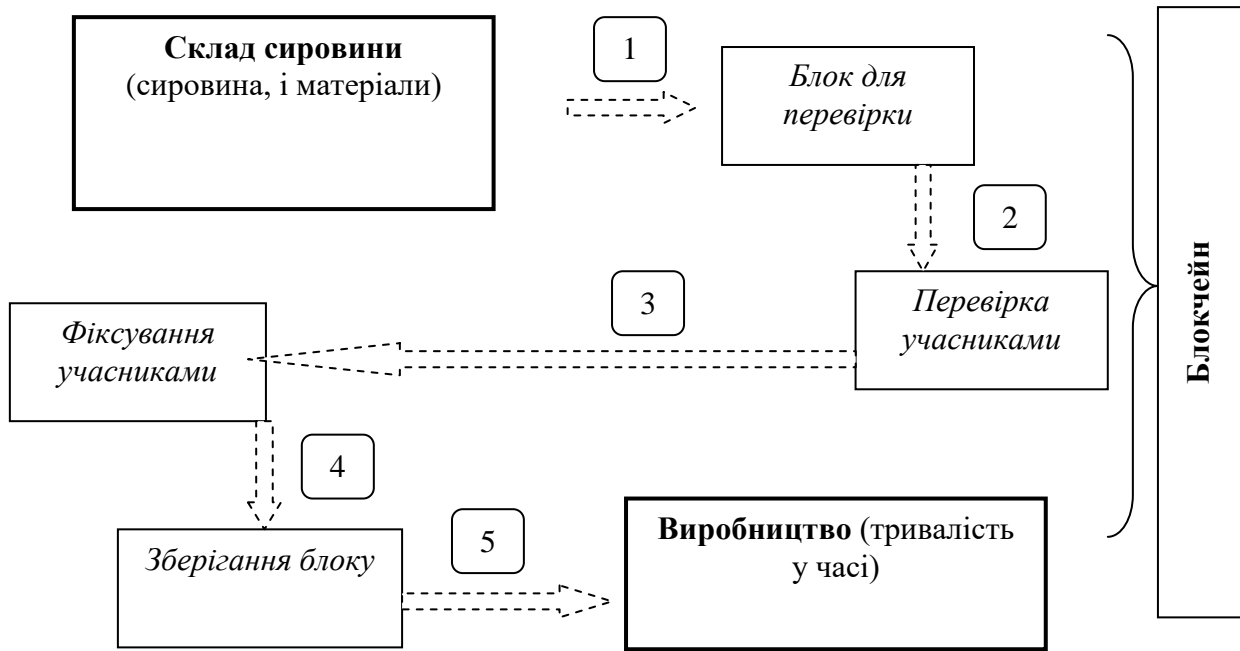 Склад сировини
(сировина, і матеріали)
1
Блок для
перевірки
2
Перевірка
учасниками
3
Фіксування
учасниками
4
Зберігання блоку
5
Виробництво (тривалість
у часі)
Блокчейн